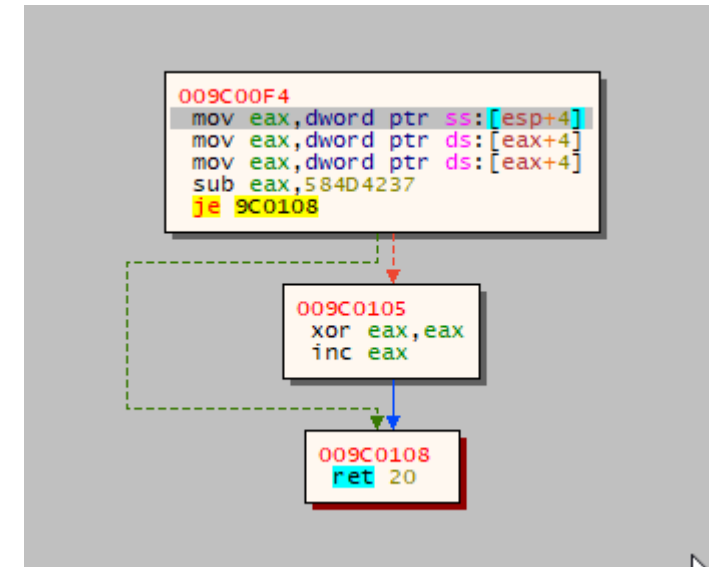 009C00F4
mov eax,dword ptr ss:[esp+4]
mov eax,dword ptr ds:[eax+4]
mov eax,dword ptr ds:[eax+4]
sub eax,584D4237
je 9C0108
009C0105
xor eax,eax
inc eax
009C0108
ret 20